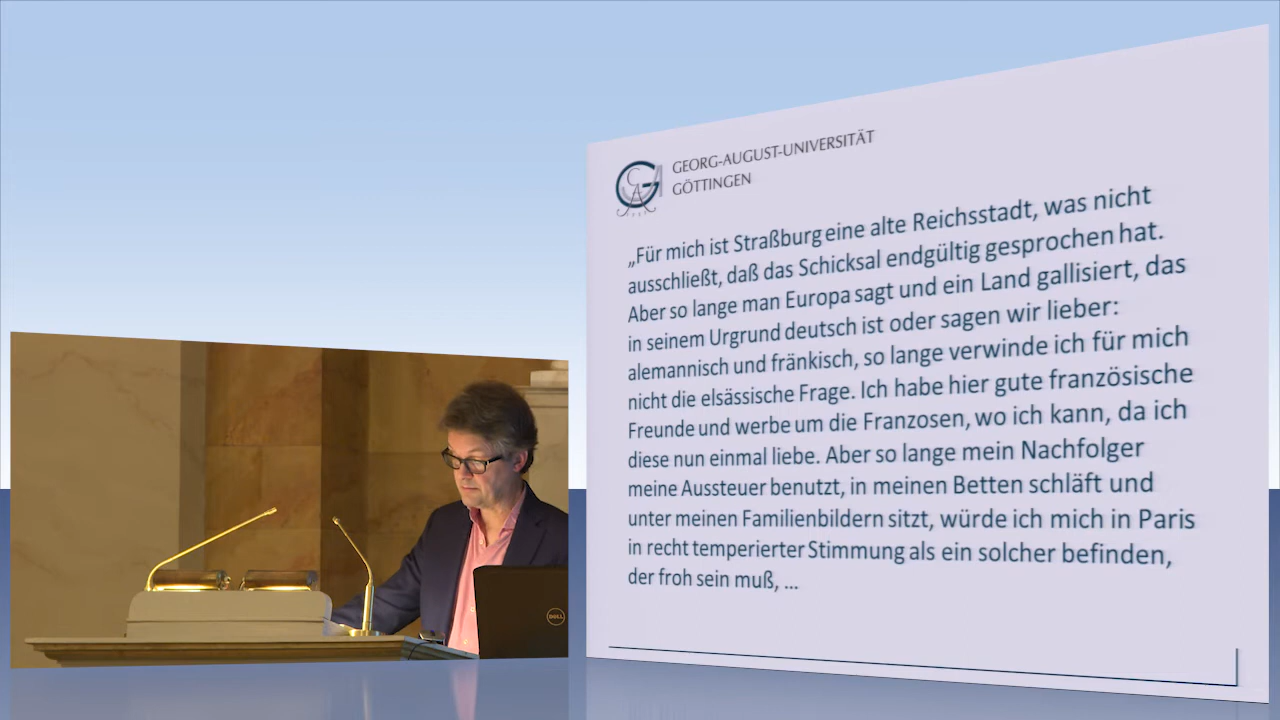 GEORG-AUGUST-UNIVERSITÄT
GÖTTINGEN
„Für mich ist Straßburg eine alte Reichsstadt, was nicht
ausschließt, daß das Schicksal endgültig gesprochen hat.
Aber so lange man Europa sagt und ein Land gallisiert, das
in seinem Urgrund deutsch ist oder sagen wir lieber:
alemannisch und fränkisch, so lange verwinde ich für mich
nicht die elsässische Frage. Ich habe hier gute französische
Freunde und werbe um die Franzosen, wo ich kann, da ich
diese nun einmal liebe. Aber so lange mein Nachfolger
meine Aussteuer benutzt, in meinen Betten schläft und
unter meinen Familienbildern sitzt, würde ich mich in Paris
in recht temperierter Stimmung als ein solcher befinden,
der froh sein muß, ...
DELL